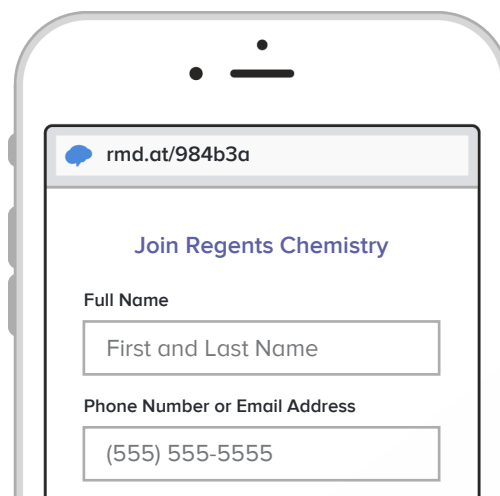 rmd.at/984b3a
Join Regents Chemistry
Full Name
First and Last Name
Phone Number or Email Address
(555) 555-5555